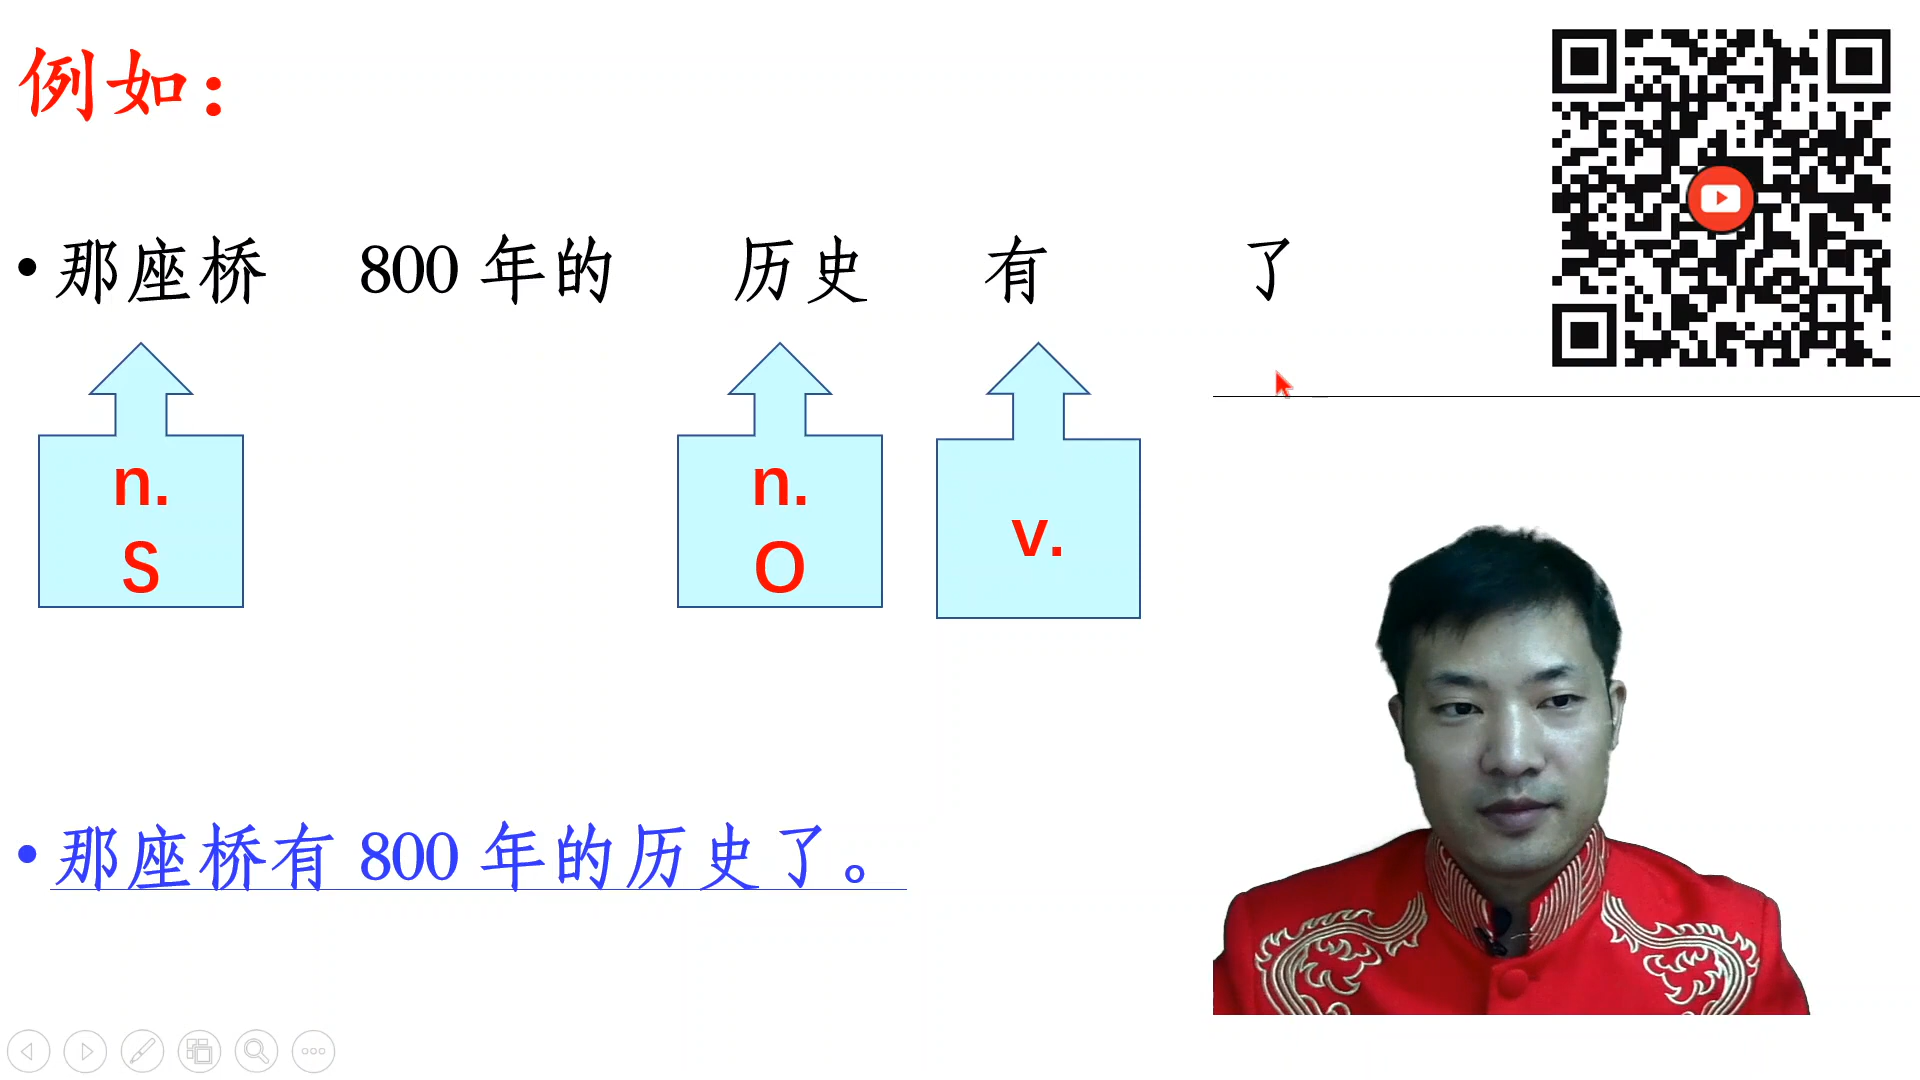 例如：
• 那座桥 800 年的 历史 有 了
n. n. v.
S O
• 那座桥有 800 年的历史了。